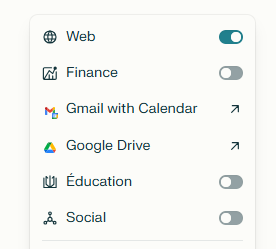 Web
Finance
Gmail with Calendar
Google Drive
Éducation
Social